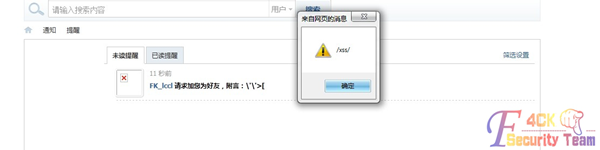 请输入搜索内容 用户 搜索
来自网页的消息
通知 提醒
/xss/
未读提醒 已读提醒 筛选设置
11 秒前
FK_lccl 请求加您为好友，附言：\"\'>[
确定
F4CK
Security Team